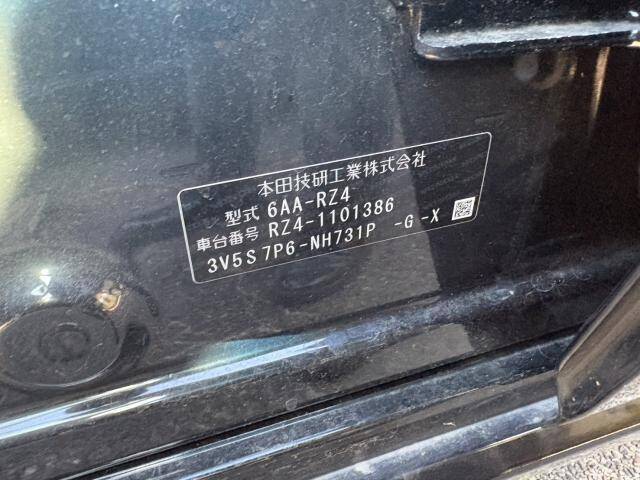 本田技研工業株式会社
型式 6AA-RZ4
車台番号 RZ4-1101386
3V5S 7P6-NH731P -G -X